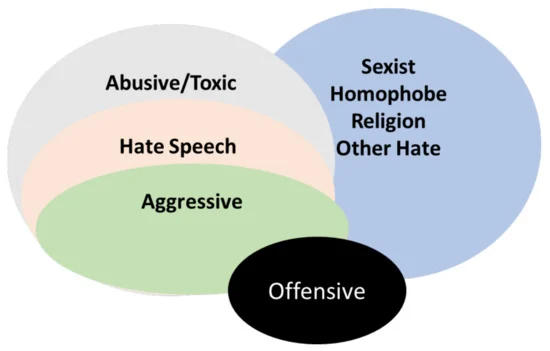 Abusive/Toxic
Hate Speech
Aggressive
Sexist
Homophobe
Religion
Other Hate
Offensive